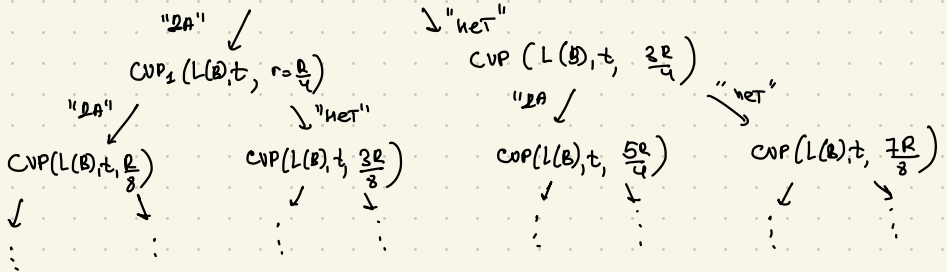 "ДА" "НЕТ"
CVP₁ (L(B),t, r=R/4) CVP (L(B),t, 3R/4)
"ДА" "НЕТ" "ДА "НЕТ"
CVP(L(B),t, R/8) CVP(L(B),t, 3R/8) CVP(L(B),t, 5R/4) CVP(L(B),t, 7R/8)